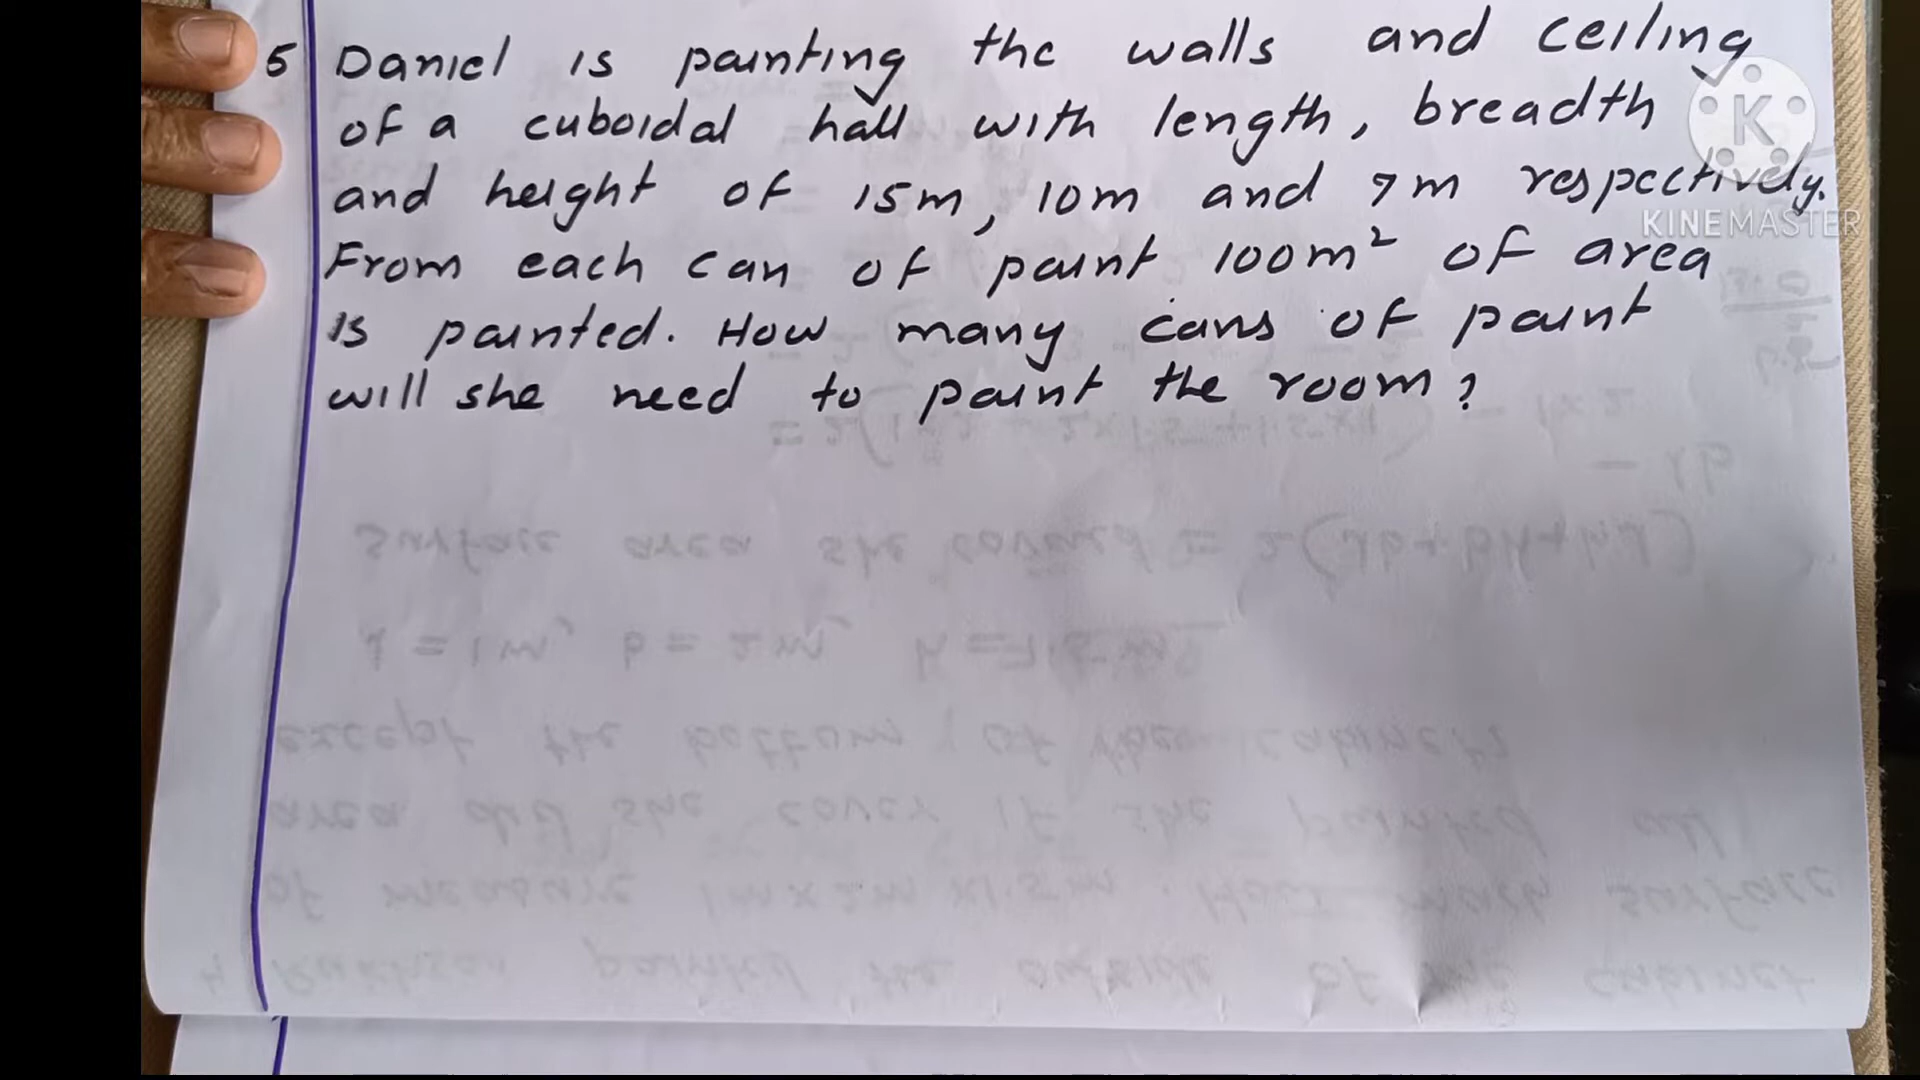 5 Daniel is painting the walls and ceiling
of a cuboidal hall with length, breadth
and height of 15m, 10m and 7m respectively.
From each can of paint 100m² of area
is painted. How many cans of paint
will she need to paint the room?
K
KINEMASTER